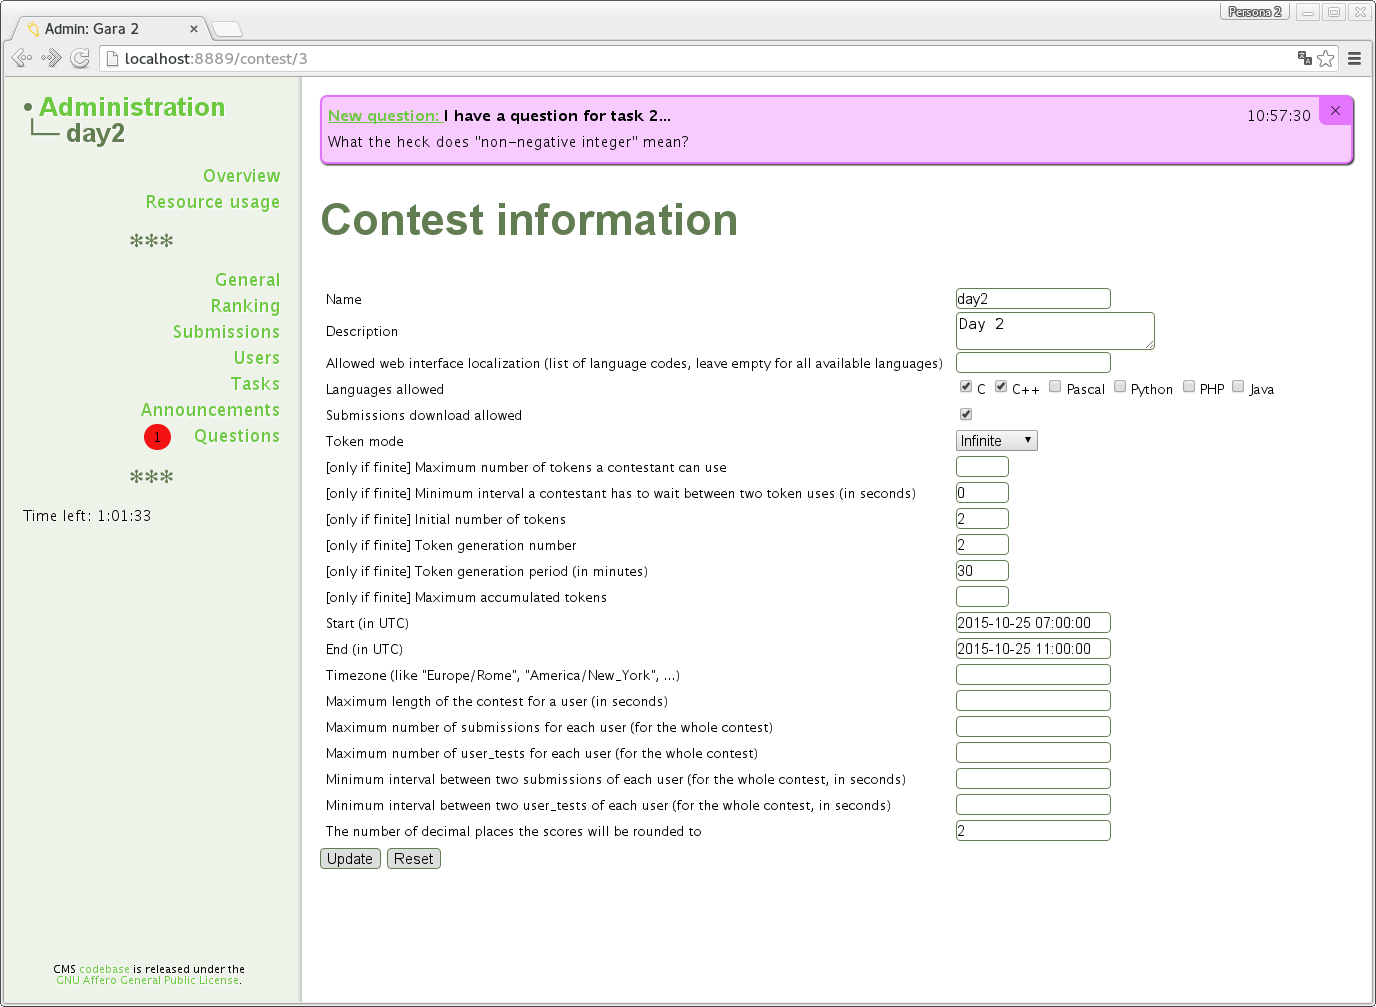 Persona 2
Admin: Gara 2
localhost:8889/contest/3
• Administration
day2
Overview
Resource usage
***
General
Ranking
Submissions
Users
Tasks
Announcements
1 Questions
***
Time left: 1:01:33
CMS codebase is released under the
GNU Affero General Public License.
New question: I have a question for task 2... 10:57:30 ×
What the heck does "non-negative integer" mean?
Contest information
Name day2
Description Day 2
Allowed web interface localization (list of language codes, leave empty for all available languages)
Languages allowed C C++ Pascal Python PHP Java
Submissions download allowed
Token mode Infinite
[only if finite] Maximum number of tokens a contestant can use
[only if finite] Minimum interval a contestant has to wait between two token uses (in seconds) 0
[only if finite] Initial number of tokens 2
[only if finite] Token generation number 2
[only if finite] Token generation period (in minutes) 30
[only if finite] Maximum accumulated tokens
Start (in UTC) 2015-10-25 07:00:00
End (in UTC) 2015-10-25 11:00:00
Timezone (like "Europe/Rome", "America/New_York", ...)
Maximum length of the contest for a user (in seconds)
Maximum number of submissions for each user (for the whole contest)
Maximum number of user_tests for each user (for the whole contest)
Minimum interval between two submissions of each user (for the whole contest, in seconds)
Minimum interval between two user_tests of each user (for the whole contest, in seconds)
The number of decimal places the scores will be rounded to 2
Update Reset